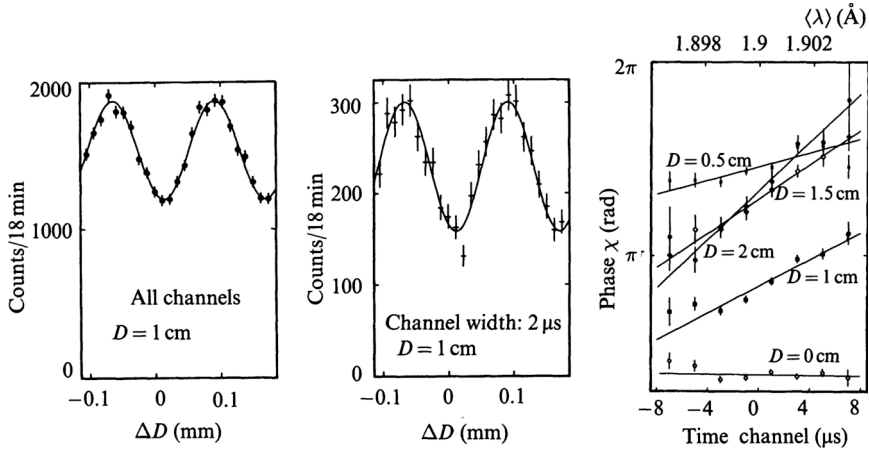 2000
1000
0
Counts/18 min
All channels
D = 1 cm
−0.1 0 0.1
ΔD (mm)
300
200
100
0
Counts/18 min
Channel width: 2 μs
D = 1 cm
−0.1 0 0.1
ΔD (mm)
⟨λ⟩ (Å)
1.898 1.9 1.902
2π
π
Phase χ (rad)
D = 0.5 cm
D = 1.5 cm
D = 2 cm
D = 1 cm
D = 0 cm
−8 −4 0 4 8
Time channel (μs)